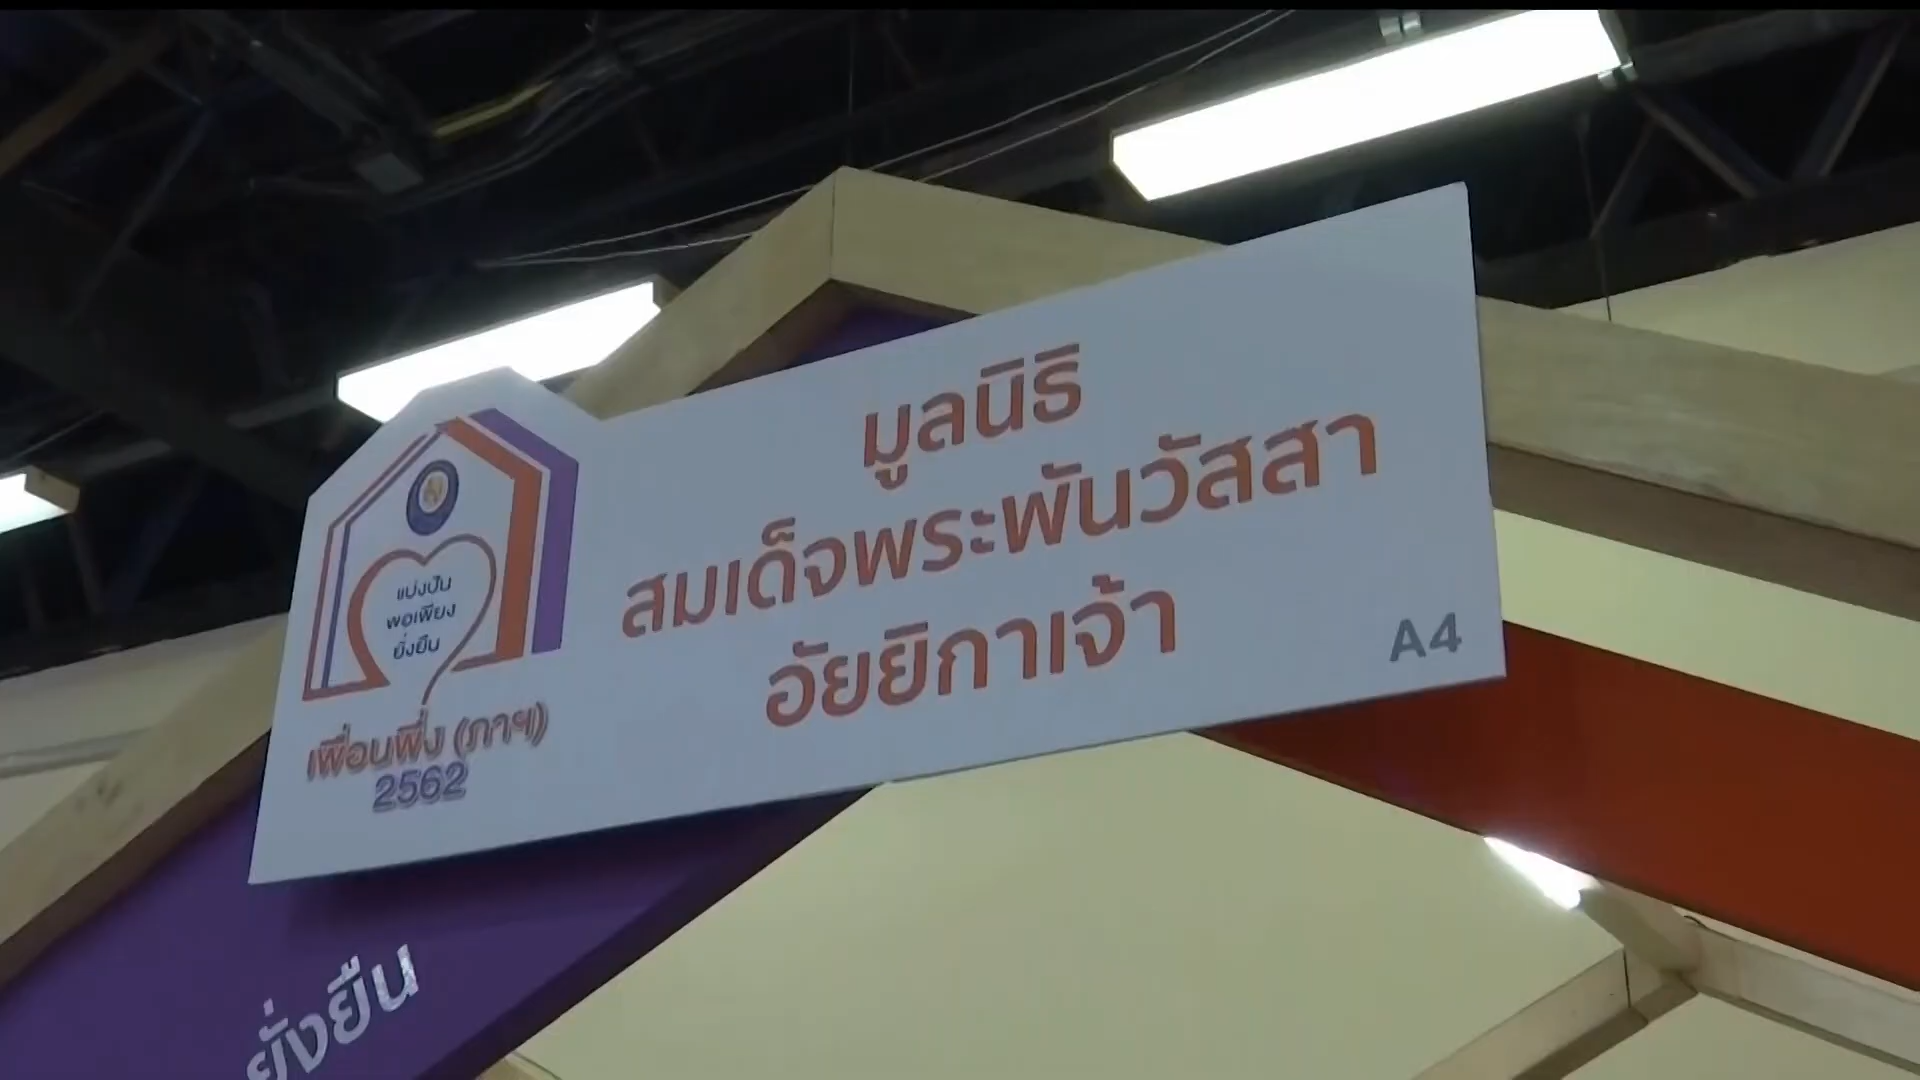 มูลนิธิ
สมเด็จพระพันวัสสา
อัยยิกาเจ้า
A4
แบ่งปัน
พอเพียง
ยั่งยืน
เพื่อนพึ่ง (ภาฯ)
2562
ยั่งยืน